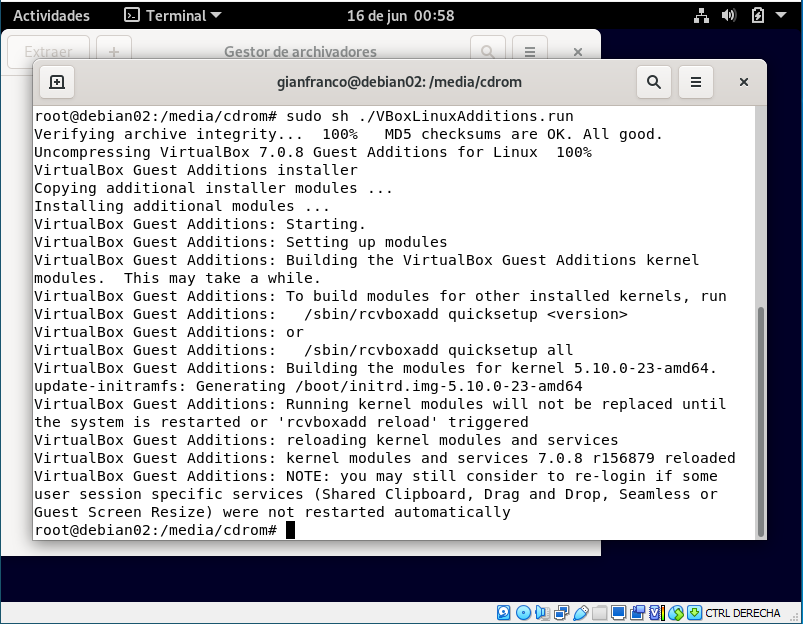 Actividades
Terminal
16 de jun 00:58
Extraer
+
Gestor de archivadores
gianfranco@debian02: /media/cdrom
root@debian02:/media/cdrom# sudo sh ./VBoxLinuxAdditions.run
Verifying archive integrity...  100%   MD5 checksums are OK. All good.
Uncompressing VirtualBox 7.0.8 Guest Additions for Linux  100%
VirtualBox Guest Additions installer
Copying additional installer modules ...
Installing additional modules ...
VirtualBox Guest Additions: Starting.
VirtualBox Guest Additions: Setting up modules
VirtualBox Guest Additions: Building the VirtualBox Guest Additions kernel
modules.  This may take a while.
VirtualBox Guest Additions: To build modules for other installed kernels, run
VirtualBox Guest Additions:   /sbin/rcvboxadd quicksetup <version>
VirtualBox Guest Additions: or
VirtualBox Guest Additions:   /sbin/rcvboxadd quicksetup all
VirtualBox Guest Additions: Building the modules for kernel 5.10.0-23-amd64.
update-initramfs: Generating /boot/initrd.img-5.10.0-23-amd64
VirtualBox Guest Additions: Running kernel modules will not be replaced until
the system is restarted or 'rcvboxadd reload' triggered
VirtualBox Guest Additions: reloading kernel modules and services
VirtualBox Guest Additions: kernel modules and services 7.0.8 r156879 reloaded
VirtualBox Guest Additions: NOTE: you may still consider to re-login if some
user session specific services (Shared Clipboard, Drag and Drop, Seamless or
Guest Screen Resize) were not restarted automatically
root@debian02:/media/cdrom#
CTRL DERECHA